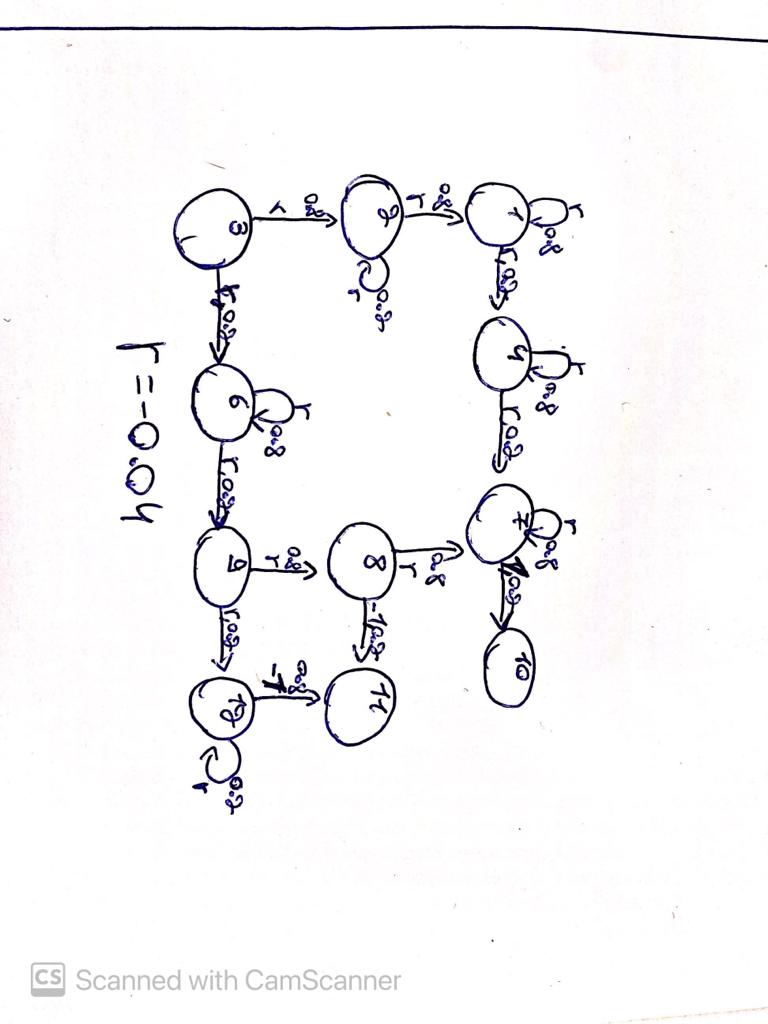 r r r
0.8 0.8 0.8
1 r,0.2 4 r,0.2 7 1,0.2 10
0.8 0.8
r r
2 0.2 8 -1,0.2 11
r
0.8 r 0.8 0.8
r 0.8 r -1
3 r,0.2 6 r,0.2 9 r,0.2 12 0.2
r
r=-0.04
CS Scanned with CamScanner